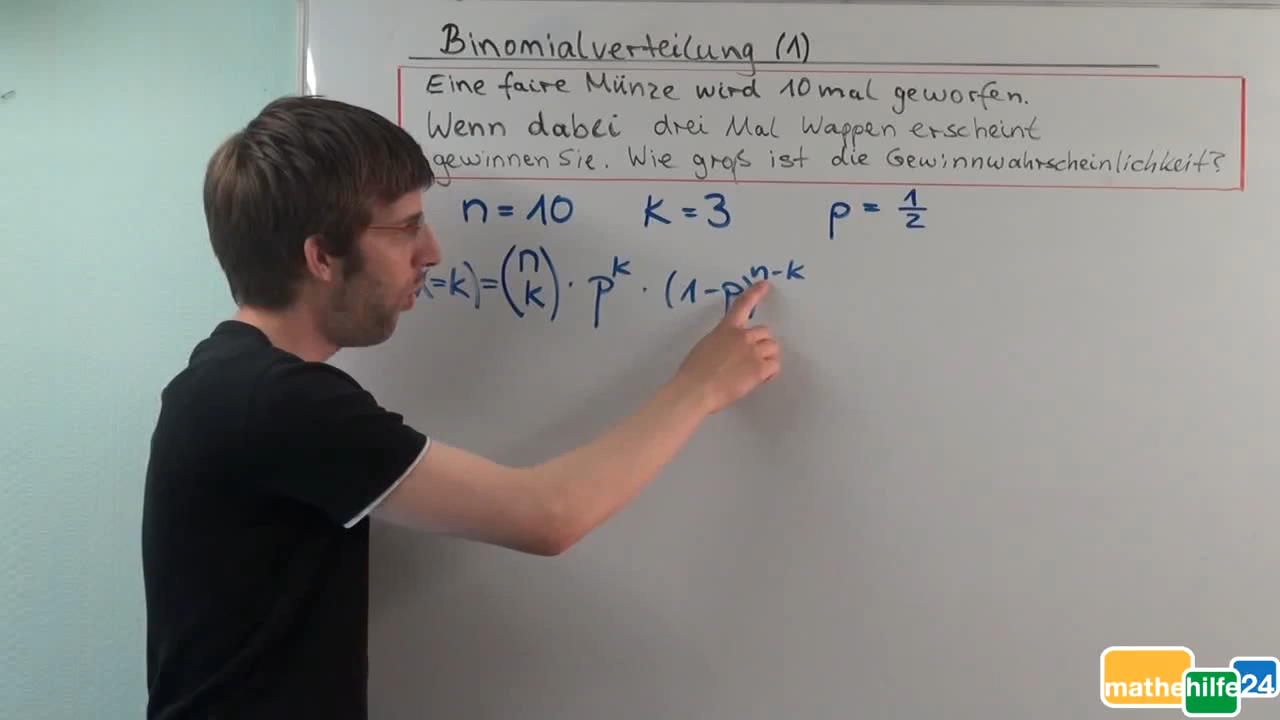 Binomialverteilung (1)
Eine faire Münze wird 10 mal geworfen.
Wenn dabei drei Mal Wappen erscheint
gewinnen Sie. Wie groß ist die Gewinnwahrscheinlichkeit?
n = 10 k = 3 p = 1/2
=k) = (n k) · p^k · (1-p)^n-k
mathehilfe24